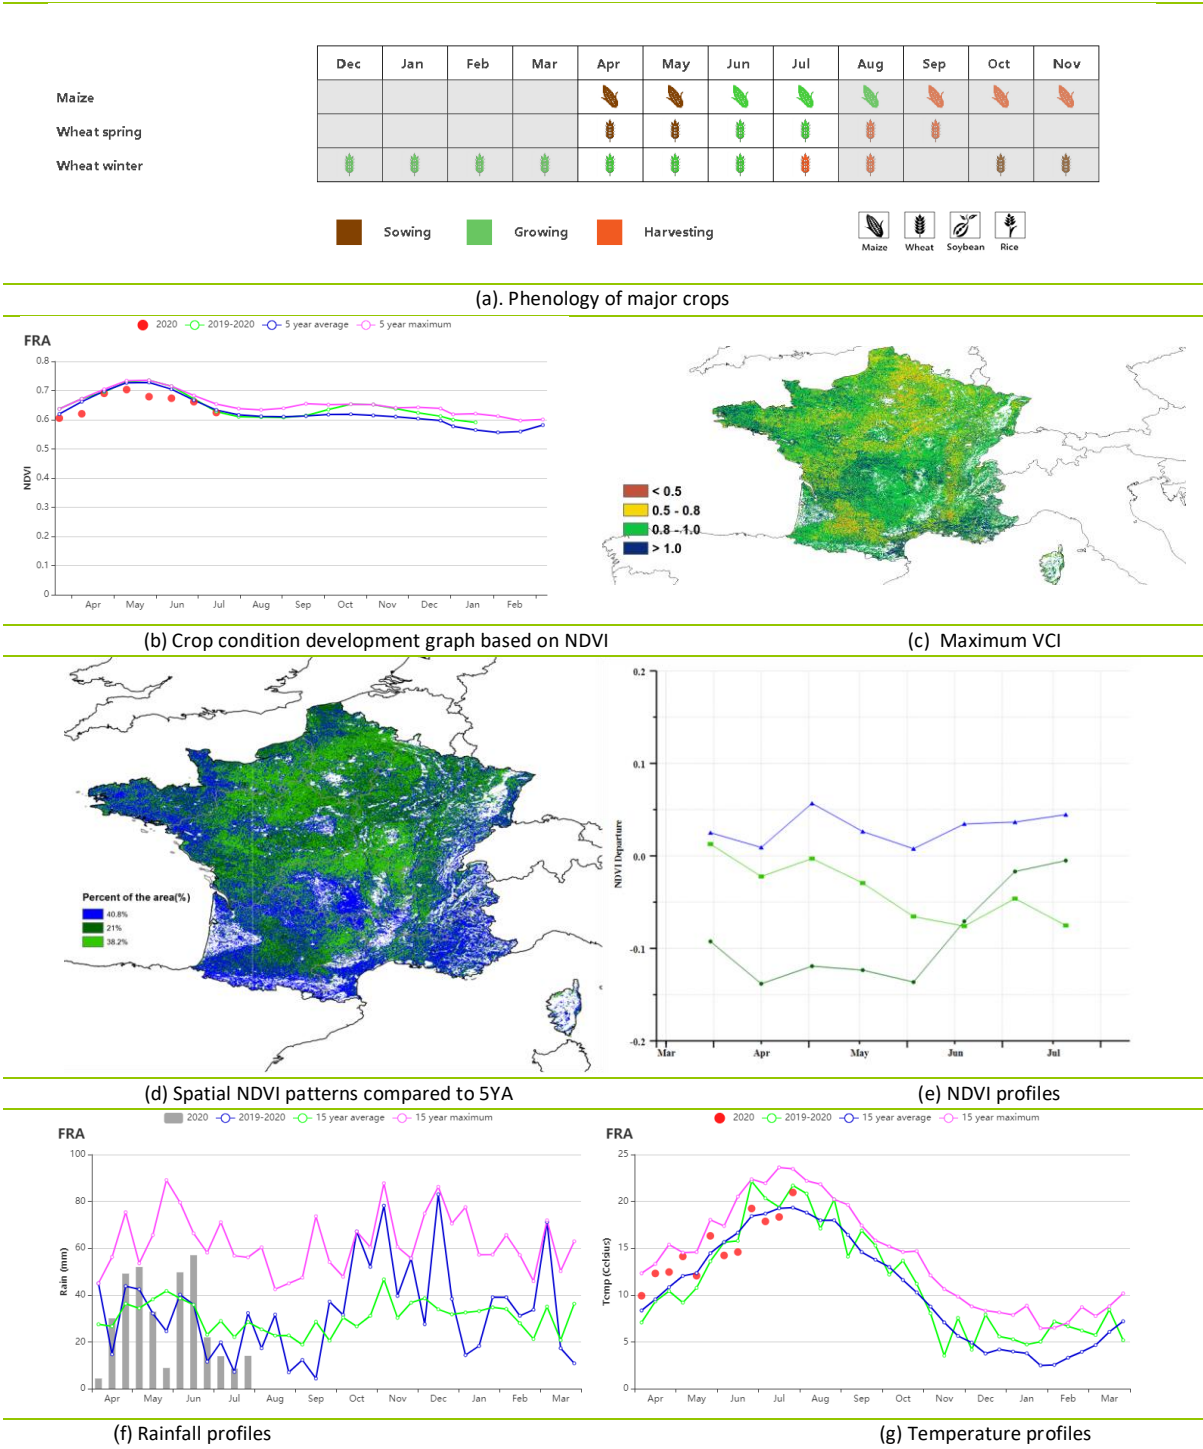 Dec Jan Feb Mar Apr May Jun Jul Aug Sep Oct Nov
Maize
Wheat spring
Wheat winter
Sowing Growing Harvesting
Maize Wheat Soybean Rice
(a). Phenology of major crops
2020 2019-2020 5 year average 5 year maximum
FRA
0.8
0.7
0.6
0.5
0.4
0.3
0.2
0.1
0
NDVI
Apr May Jun Jul Aug Sep Oct Nov Dec Jan Feb
< 0.5
0.5 - 0.8
0.8 - 1.0
> 1.0
(b) Crop condition development graph based on NDVI
(c) Maximum VCI
Percent of the area(%)
40.8%
21%
38.2%
0.2
0.1
0.0
-0.1
-0.2
NDVI Departure
Mar Apr May Jun Jul
(d) Spatial NDVI patterns compared to 5YA
(e) NDVI profiles
2020 2019-2020 15 year average 15 year maximum
FRA
100
80
60
40
20
0
Rain (mm)
Apr May Jun Jul Aug Sep Oct Nov Dec Jan Feb Mar
2020 2019-2020 15 year average 15 year maximum
FRA
25
20
15
10
5
0
Temp (Celsius)
Apr May Jun Jul Aug Sep Oct Nov Dec Jan Feb Mar
(f) Rainfall profiles
(g) Temperature profiles